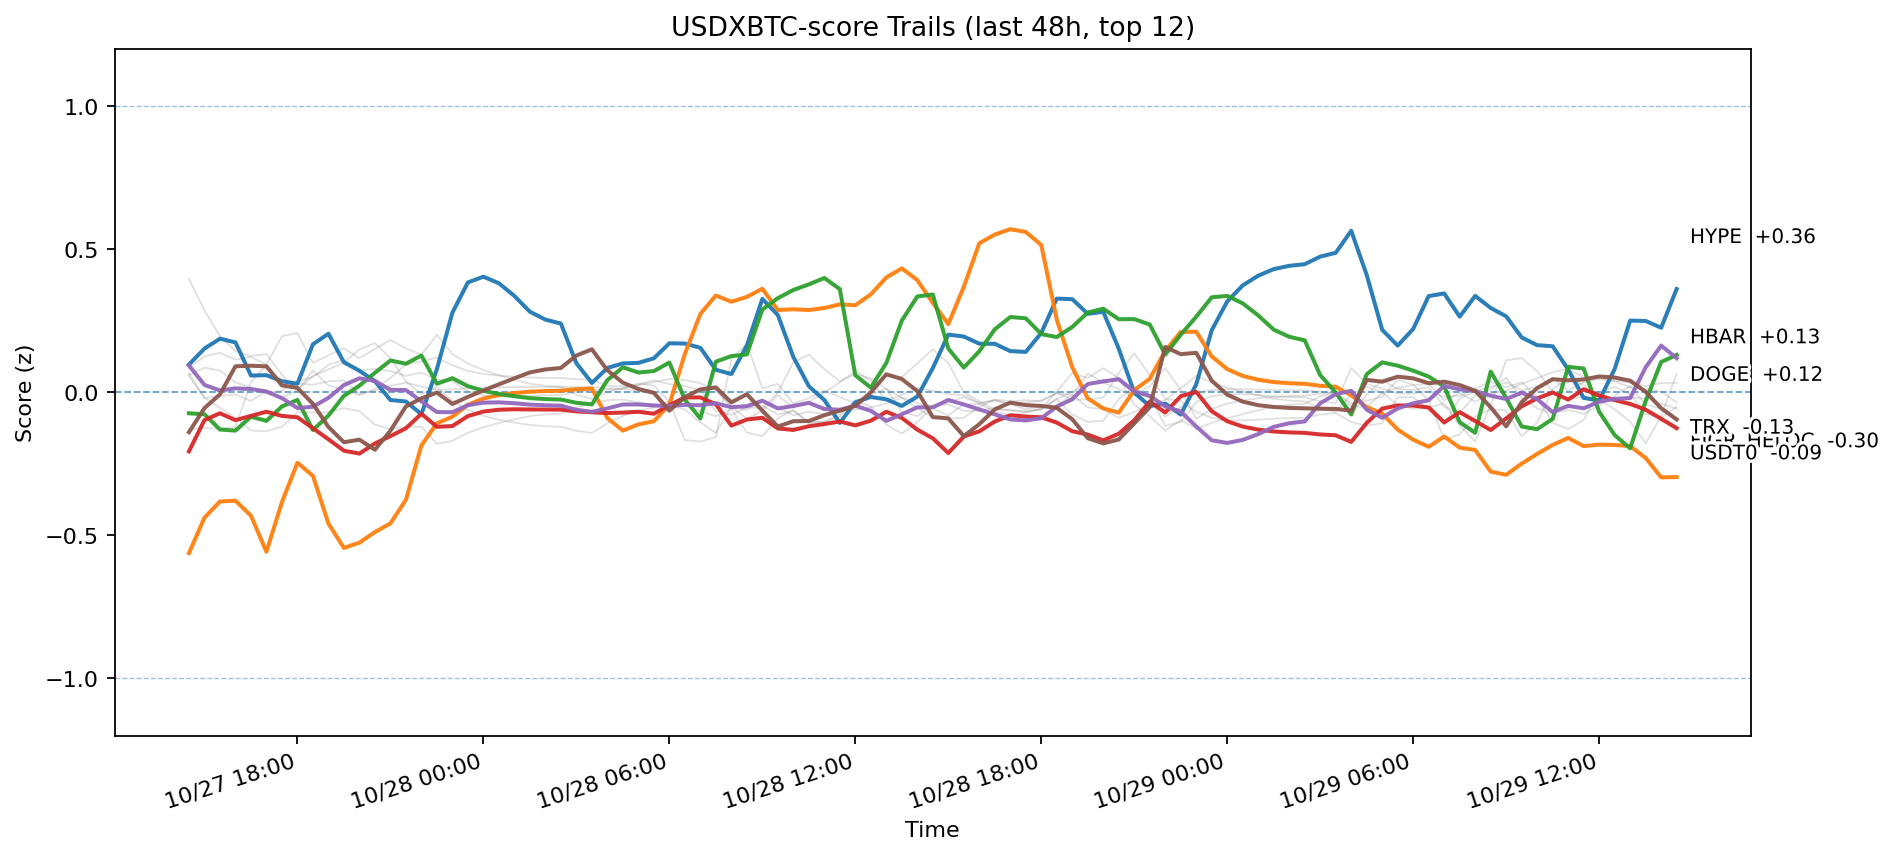 USDXBTC-score Trails (last 48h, top 12)
Score (z)
1.0
0.5
0.0
−0.5
−1.0
HYPE +0.36
HBAR +0.13
DOGE +0.12
TRX -0.13
-0.30
USDT0 -0.09
10/27 18:00
10/28 00:00
10/28 06:00
10/28 12:00
10/28 18:00
10/29 00:00
10/29 06:00
10/29 12:00
Time